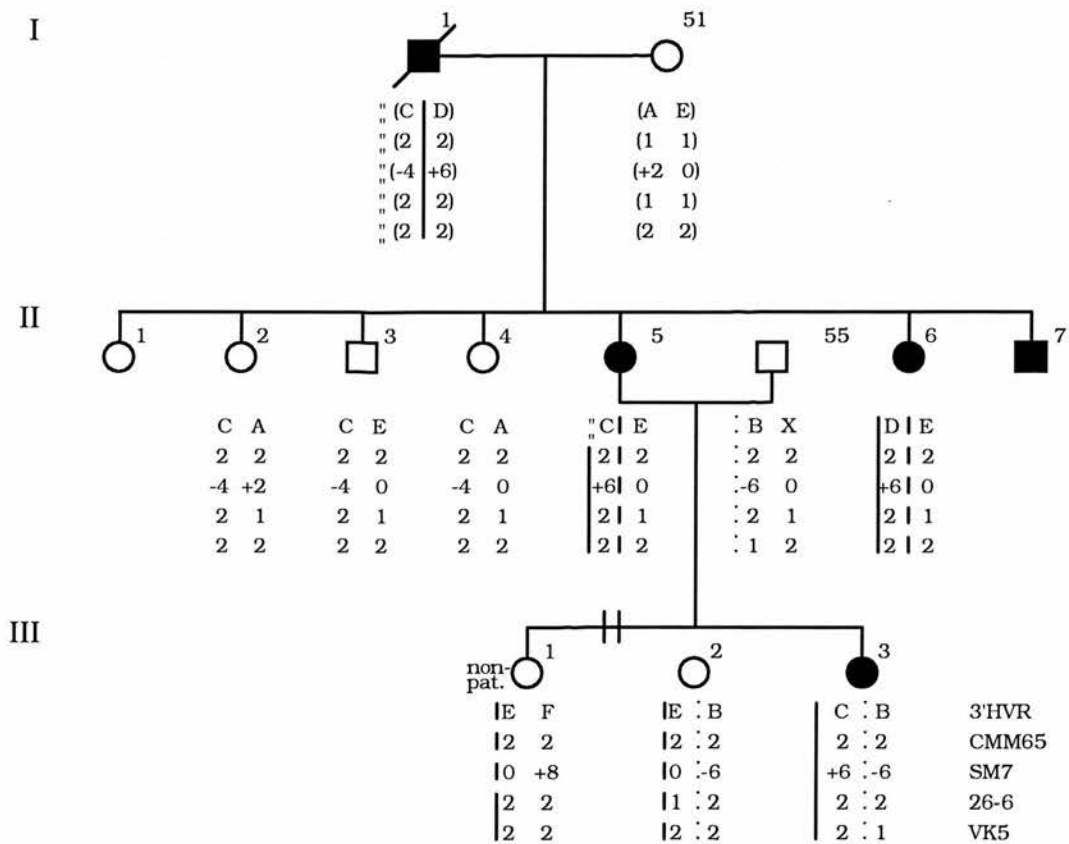 I
1 51
" (C D) (A E)
" (2 2) (1 1)
" (-4 +6) (+2 0)
" (2 2) (1 1)
" (2 2) (2 2)
II
1 2 3 4 5 55 6 7
C A C E C A " C E B X D E
2 2 2 2 2 2 2 2 2 2 2 2
-4 +2 -4 0 -4 0 +6 0 -6 0 +6 0
2 1 2 1 2 1 2 1 2 1 2 1
2 2 2 2 2 2 2 2 1 2 2 2
III
1 2 3
non-
pat.
E F E B C B 3'HVR
2 2 2 2 2 2 CMM65
0 +8 0 -6 +6 -6 SM7
2 2 1 2 2 2 26-6
2 2 2 2 2 1 VK5